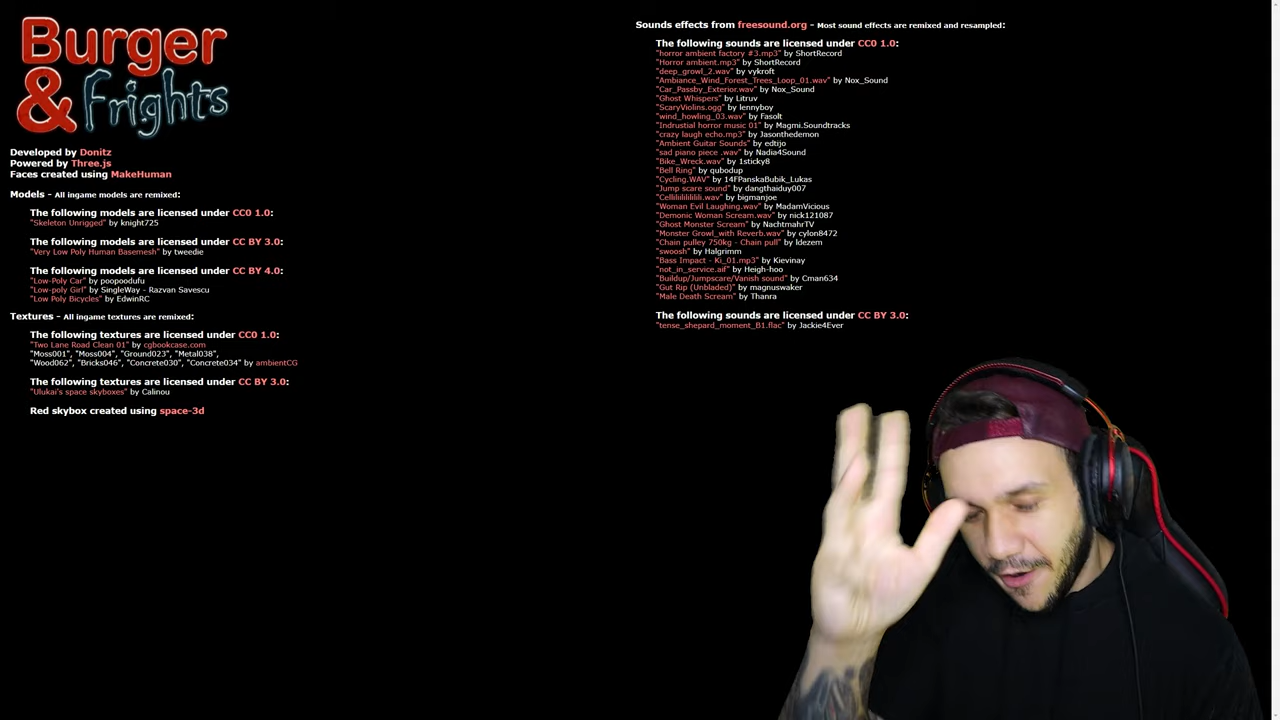 Burger
& Frights
Developed by Donitz
Powered by Three.js
Faces created using MakeHuman
Models - All ingame models are remixed:
The following models are licensed under CC0 1.0:
"Skeleton Unrigged" by knight725
The following models are licensed under CC BY 3.0:
"Very Low Poly Human Basemesh" by tweedie
The following models are licensed under CC BY 4.0:
"Low-Poly Car" by poopoodufu
"Low-poly Girl" by SingleWay - Razvan Savescu
"Low Poly Bicycles" by EdwinRC
Textures - All ingame textures are remixed:
The following textures are licensed under CC0 1.0:
"Two Lane Road Clean 01" by cgbookcase.com
"Moss001", "Moss004", "Ground023", "Metal038",
"Wood062", "Bricks046", "Concrete030", "Concrete034" by ambientCG
The following textures are licensed under CC BY 3.0:
"Ulukai's space skyboxes" by Calinou
Red skybox created using space-3d
Sounds effects from freesound.org - Most sound effects are remixed and resampled:
The following sounds are licensed under CC0 1.0:
"horror ambient factory #3.mp3" by ShortRecord
"Horror ambient.mp3" by ShortRecord
"deep_growl_2.wav" by vykroft
"Ambiance_Wind_Forest_Trees_Loop_01.wav" by Nox_Sound
"Car_Passby_Exterior.wav" by Nox_Sound
"Ghost Whispers" by Litruv
"ScaryViolins.ogg" by lennyboy
"wind_howling_03.wav" by Fasolt
"Indrustial horror music 01" by Magmi.Soundtracks
"crazy laugh echo.mp3" by Jasonthedemon
"Ambient Guitar Sounds" by edtijo
"sad piano piece .wav" by Nadia4Sound
"Bike_Wreck.wav" by 1sticky8
"Bell Ring" by qubodup
"Cycling.WAV" by 14FPanskaBubik_Lukas
"Jump scare sound" by dangthaiduy007
"Celliiiiiiiiiii.wav" by bigmanjoe
"Woman Evil Laughing.wav" by MadamVicious
"Demonic Woman Scream.wav" by nick121087
"Ghost Monster Scream" by NachtmahrTV
"Monster Growl_with Reverb.wav" by cylon8472
"Chain pulley 750kg - Chain pull" by ldezem
"swoosh" by Halgrimm
"Bass Impact - Ki_01.mp3" by Kievinay
"not_in_service.aif" by Heigh-hoo
"Buildup/Jumpscare/Vanish sound" by Cman634
"Gut Rip (Unbladed)" by magnuswaker
"Male Death Scream" by Thanra
The following sounds are licensed under CC BY 3.0:
"tense_shepard_moment_B1.flac" by Jackie4Ever